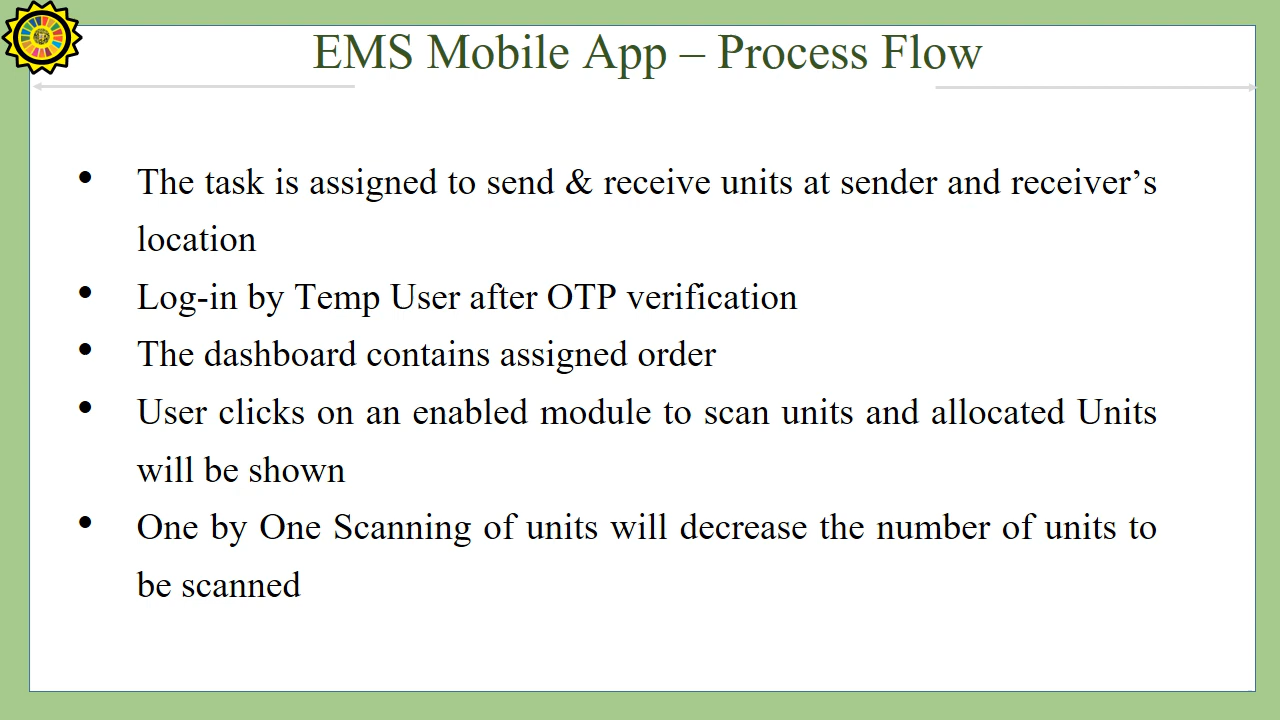 EMS Mobile App – Process Flow
• The task is assigned to send & receive units at sender and receiver’s
location
• Log-in by Temp User after OTP verification
• The dashboard contains assigned order
• User clicks on an enabled module to scan units and allocated Units
will be shown
• One by One Scanning of units will decrease the number of units to
be scanned